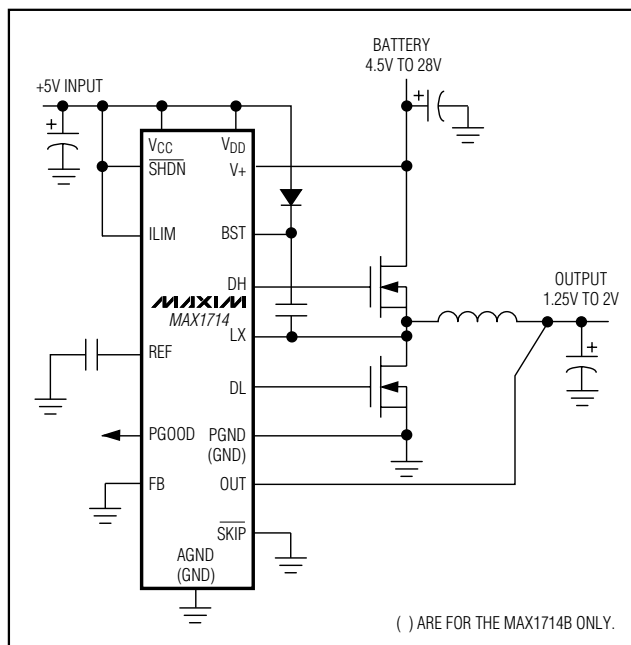 BATTERY
4.5V TO 28V
+5V INPUT
+
+
VCC
VDD
SHDN
V+
ILIM
BST
DH
OUTPUT
1.25V TO 2V
MAXIM
MAX1714
LX
+
REF
DL
PGOOD
PGND
(GND)
FB
OUT
SKIP
AGND
(GND)
( ) ARE FOR THE MAX1714B ONLY.